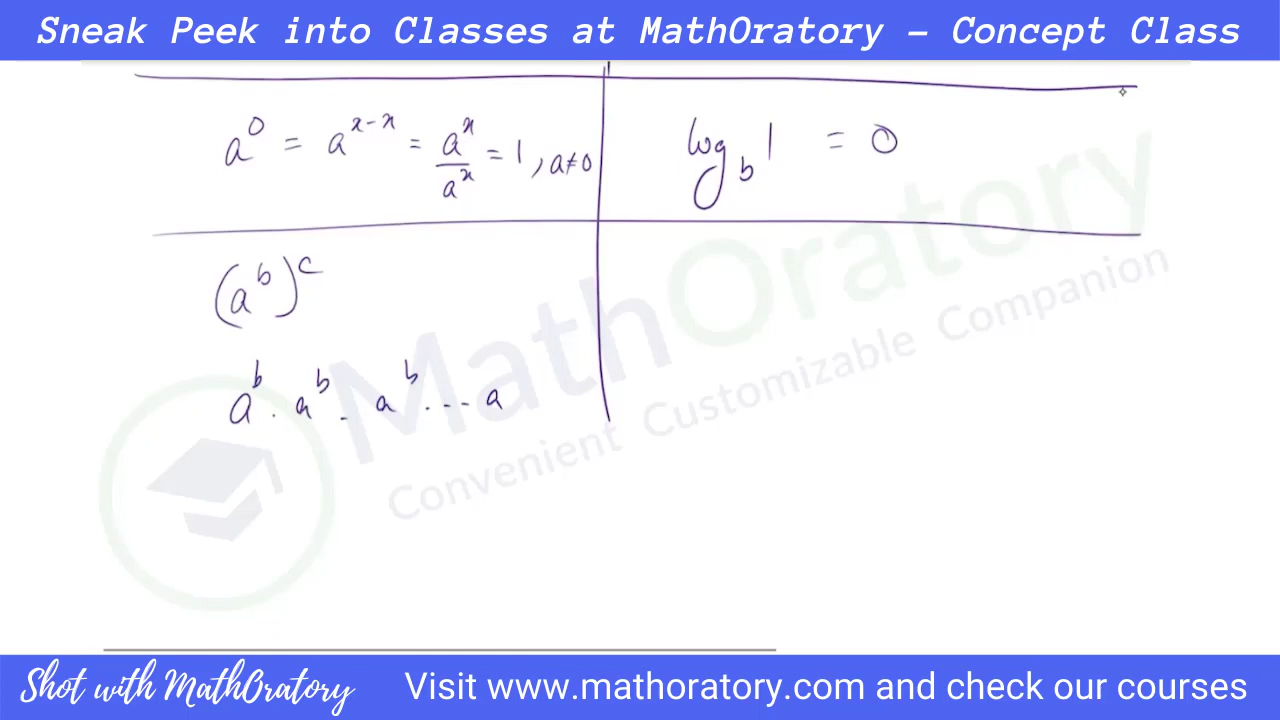 Sneak Peek into Classes at MathOratory – Concept Class
a⁰ = a^{x-x} = a^x / a^x = 1, a≠0
log_b 1 = 0
(a^b)^c
a^b . a^b . a^b . --- a
MathOratory
Convenient Customizable Companion
Shot with MathOratory
Visit www.mathoratory.com and check our courses